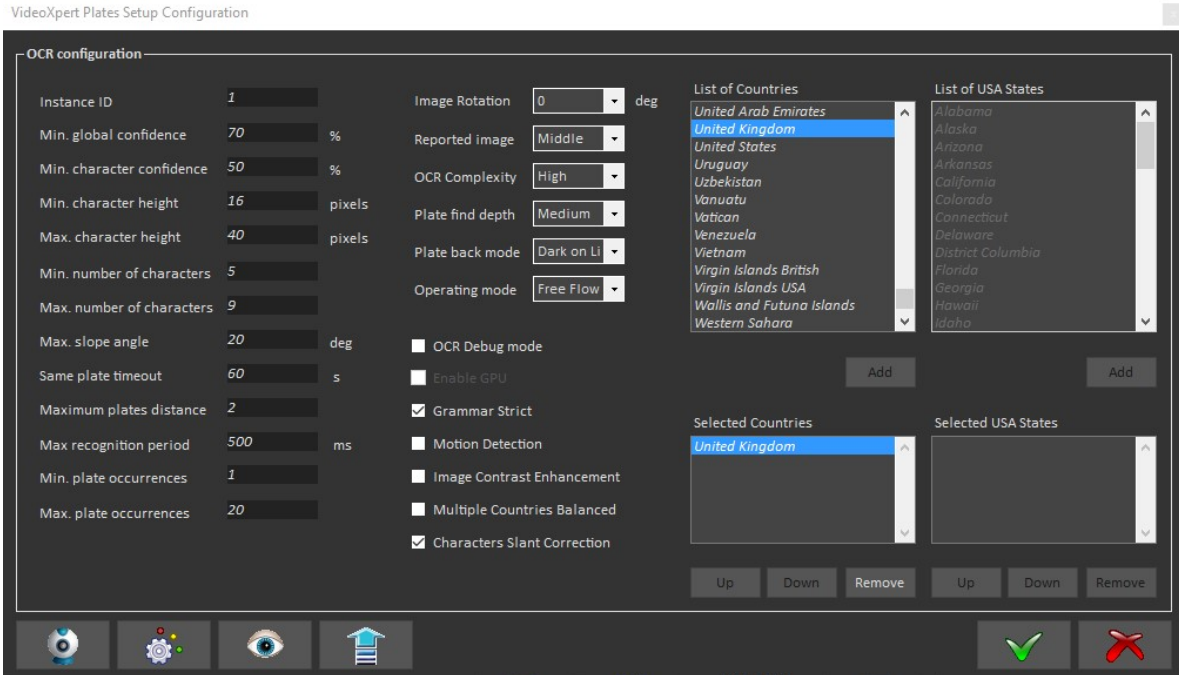 VideoXpert Plates Setup Configuration
x
OCR configuration
Instance ID 1
Min. global confidence 70 %
Min. character confidence 50 %
Min. character height 16 pixels
Max. character height 40 pixels
Min. number of characters 5
Max. number of characters 9
Max. slope angle 20 deg
Same plate timeout 60 s
Maximum plates distance 2
Max recognition period 500 ms
Min. plate occurrences 1
Max. plate occurrences 20
Image Rotation 0 deg
Reported image Middle
OCR Complexity High
Plate find depth Medium
Plate back mode Dark on Li
Operating mode Free Flow
OCR Debug mode
Enable GPU
Grammar Strict
Motion Detection
Image Contrast Enhancement
Multiple Countries Balanced
Characters Slant Correction
List of Countries
United Arab Emirates
United Kingdom
United States
Uruguay
Uzbekistan
Vanuatu
Vatican
Venezuela
Vietnam
Virgin Islands British
Virgin Islands USA
Wallis and Futuna Islands
Western Sahara
Add
Selected Countries
United Kingdom
Up Down Remove
List of USA States
Alabama
Alaska
Arizona
Arkansas
California
Colorado
Connecticut
Delaware
District Columbia
Florida
Georgia
Hawaii
Idaho
Add
Selected USA States
Up Down Remove